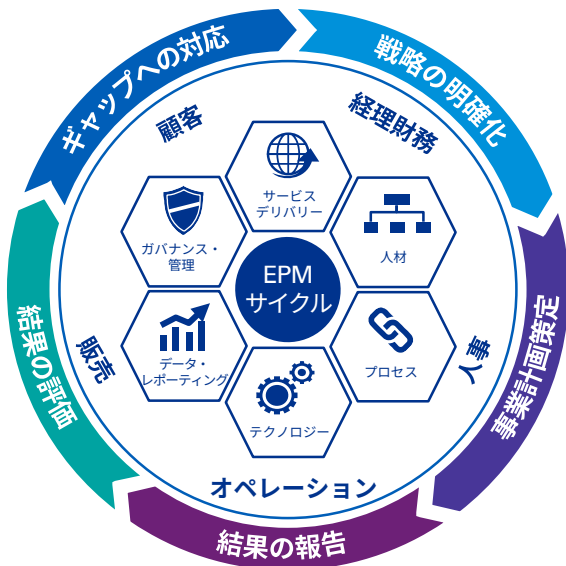 ギャップへの対応
戦略の明確化
事業計画策定
結果の報告
結果の評価
顧客
経理財務
人事
オペレーション
販売
サービス
デリバリー
人材
プロセス
テクノロジー
データ・
レポーティング
ガバナンス・
管理
EPM
サイクル